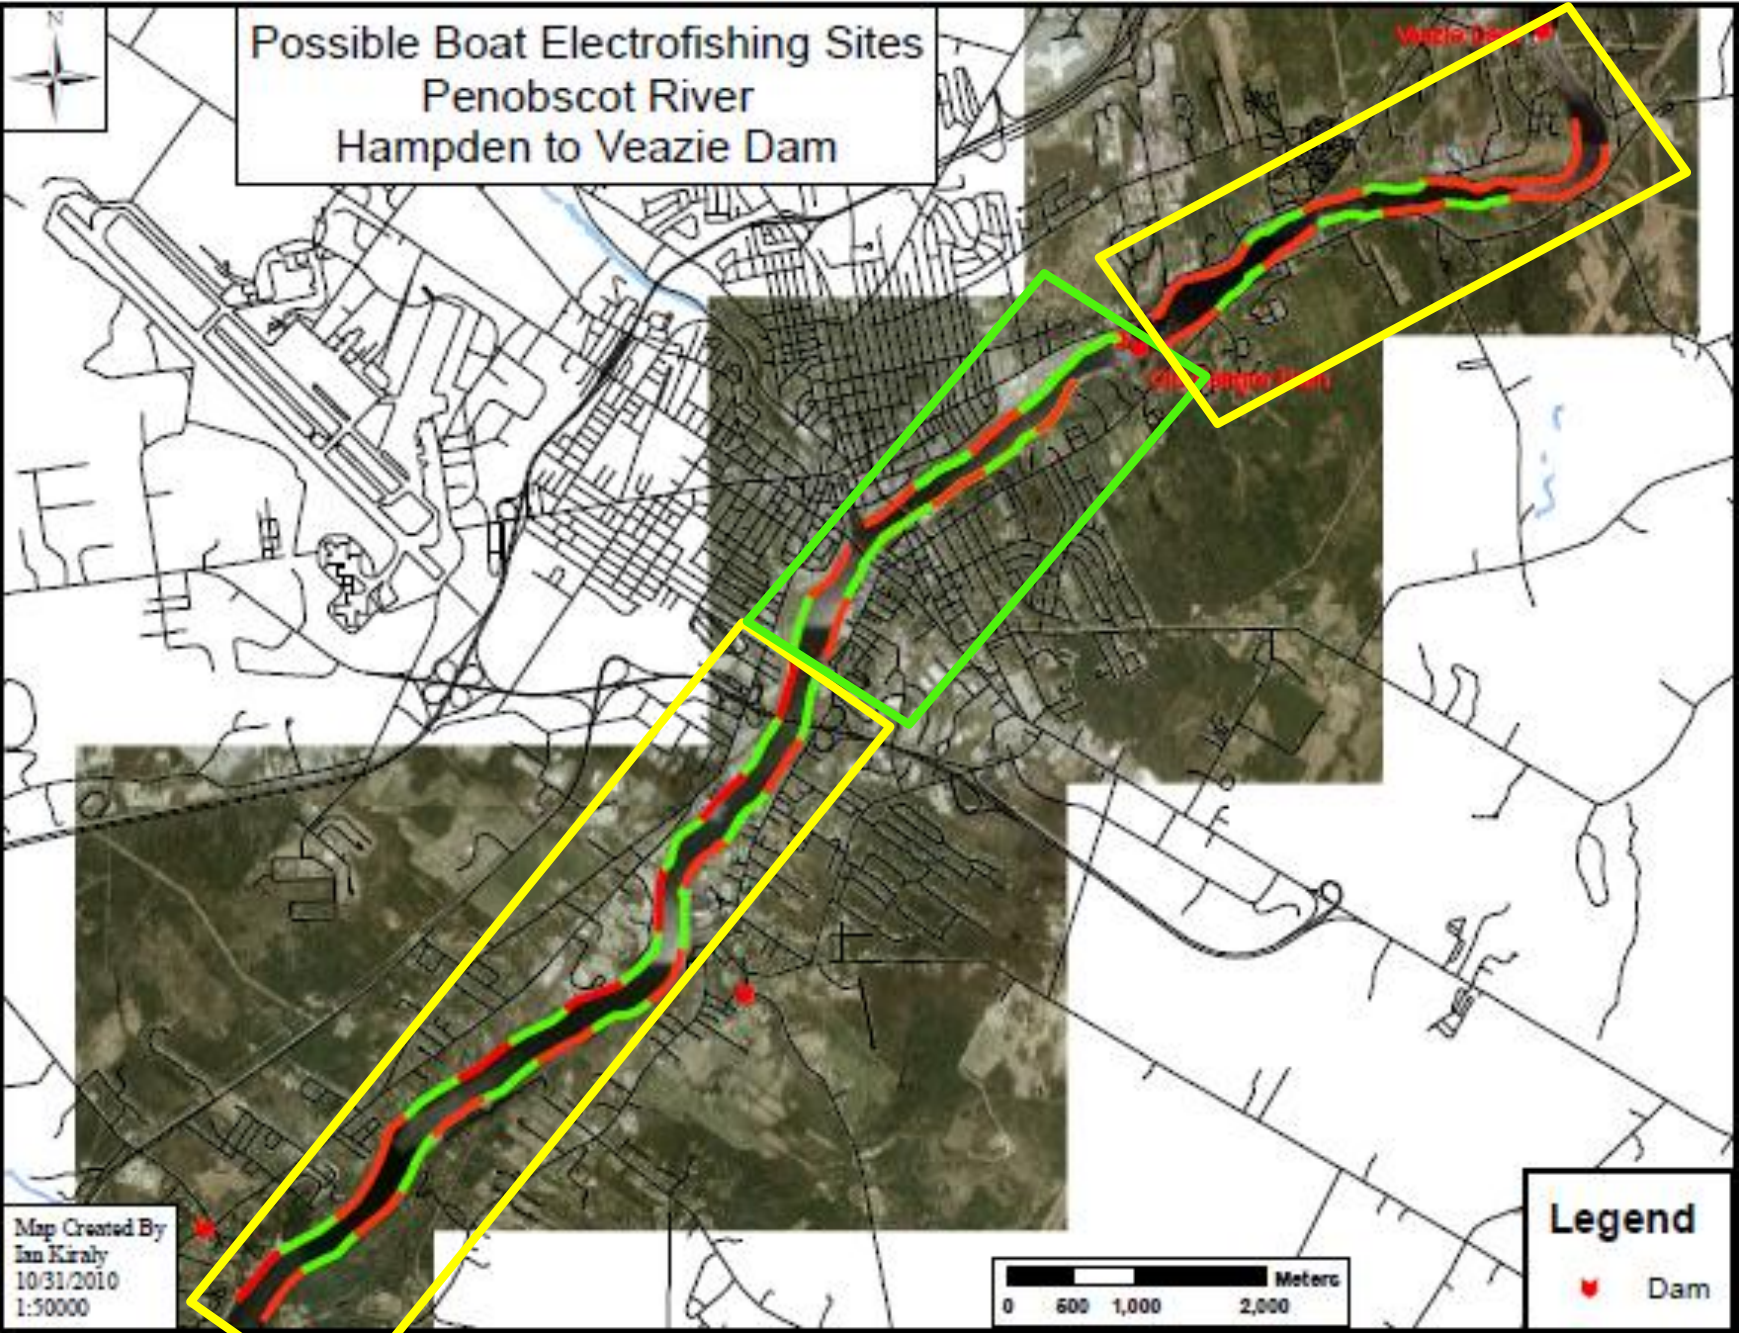 N
Possible Boat Electrofishing Sites
Penobscot River
Hampden to Veazie Dam
Veazie Dam
Map Created By
Ian Kiraly
10/31/2010
1:50000
Meters
0 500 1,000 2,000
Legend
Dam